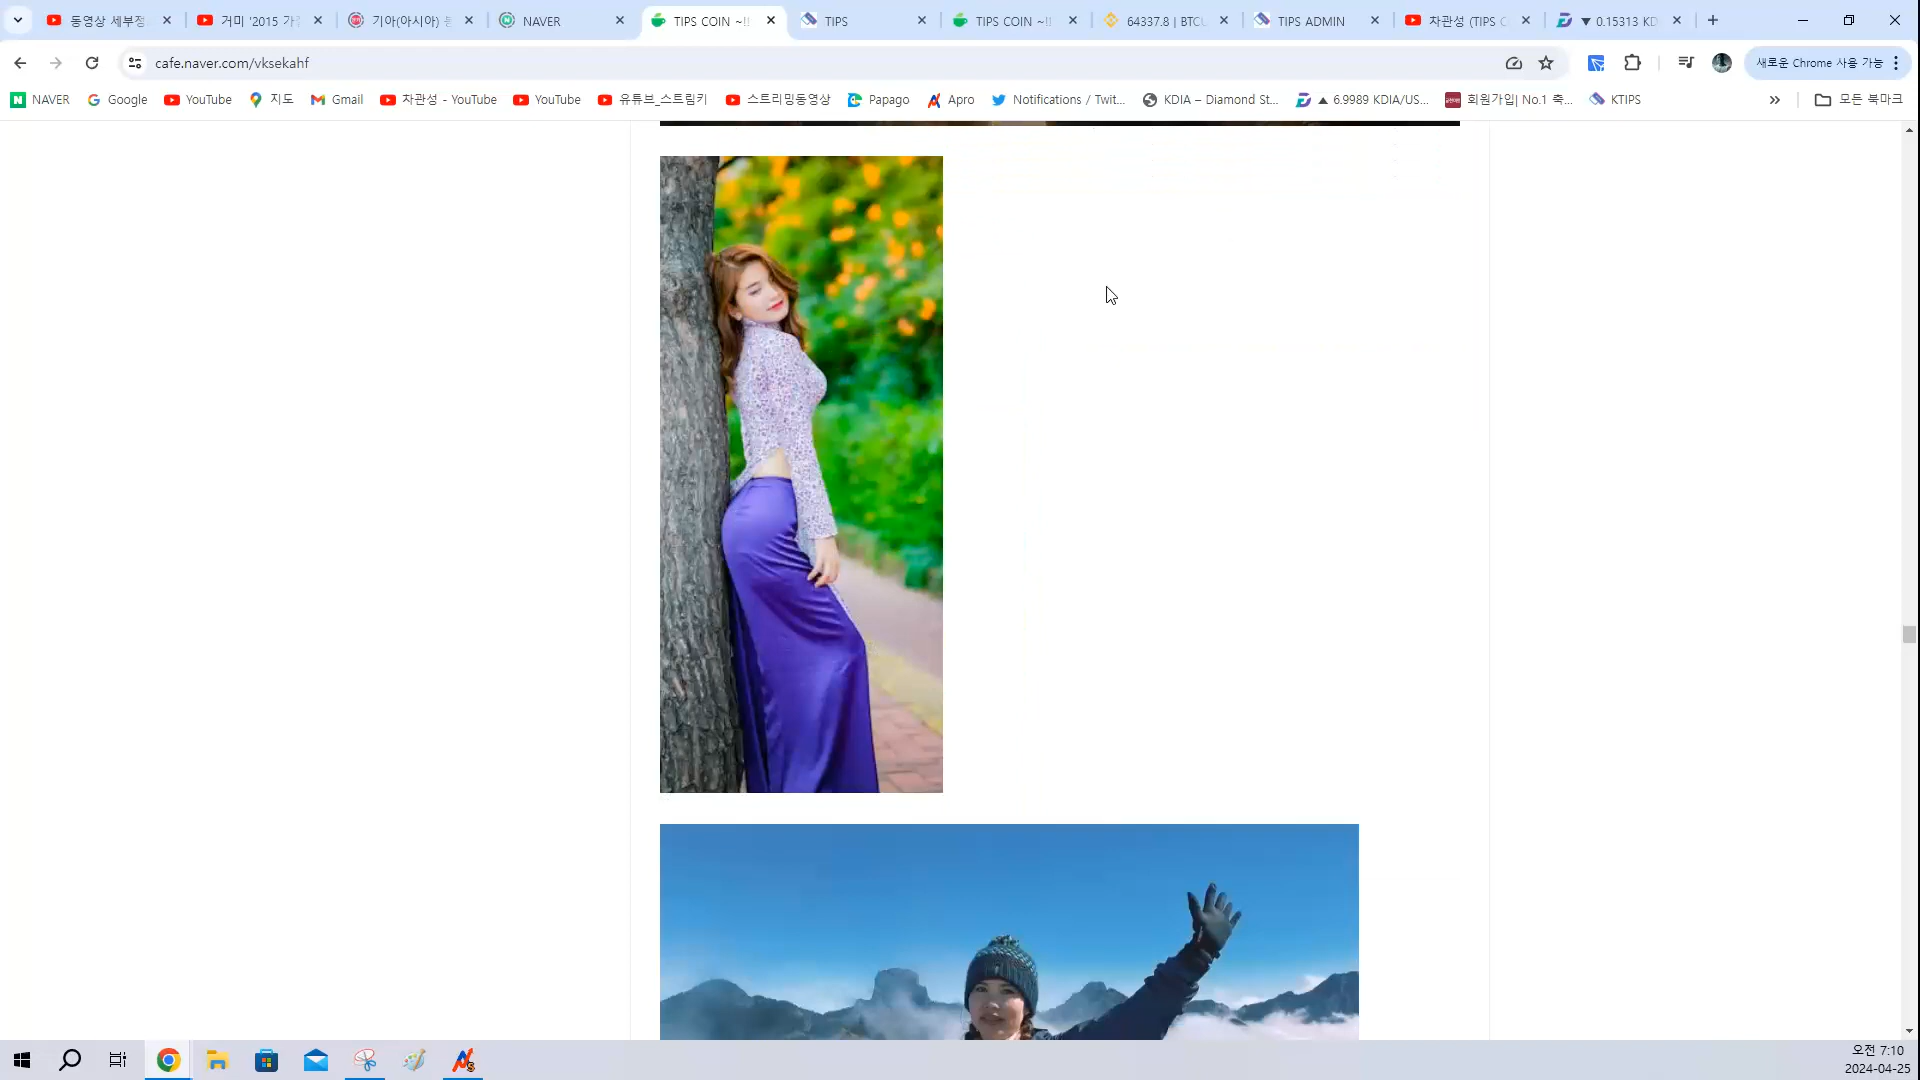 동영상 세부정
거미 '2015 가
기아(아시아) 는
NAVER
TIPS COIN ~!!
TIPS
TIPS COIN ~!!
64337.8 | BTCU
TIPS ADMIN
차관성 (TIPS C
▼ 0.15313 KD
cafe.naver.com/vksekahf
새로운 Chrome 사용 가능
NAVER
Google
YouTube
지도
Gmail
차관성 - YouTube
YouTube
유튜브_스트림키
스트리밍동영상
Papago
Apro
Notifications / Twit...
KDIA – Diamond St...
▲ 6.9989 KDIA/US...
회원가입| No.1 축...
KTIPS
»
모든 북마크
오전 7:10
2024-04-25